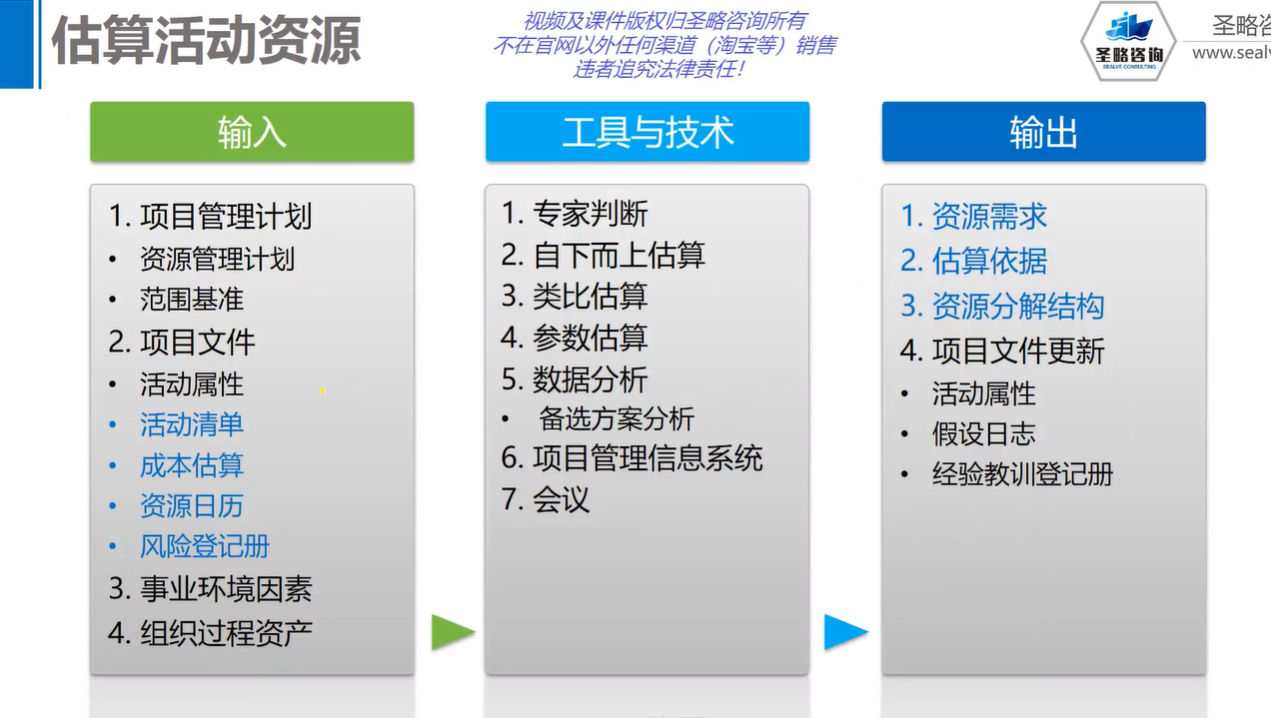 估算活动资源
视频及课件版权归圣略咨询所有
不在官网以外任何渠道（淘宝等）销售
违者追究法律责任！
圣略咨询
SEALVE CONSULTING
圣略咨
www.sealv
输入
1. 项目管理计划
• 资源管理计划
• 范围基准
2. 项目文件
• 活动属性
• 活动清单
• 成本估算
• 资源日历
• 风险登记册
3. 事业环境因素
4. 组织过程资产
工具与技术
1. 专家判断
2. 自下而上估算
3. 类比估算
4. 参数估算
5. 数据分析
• 备选方案分析
6. 项目管理信息系统
7. 会议
输出
1. 资源需求
2. 估算依据
3. 资源分解结构
4. 项目文件更新
• 活动属性
• 假设日志
• 经验教训登记册